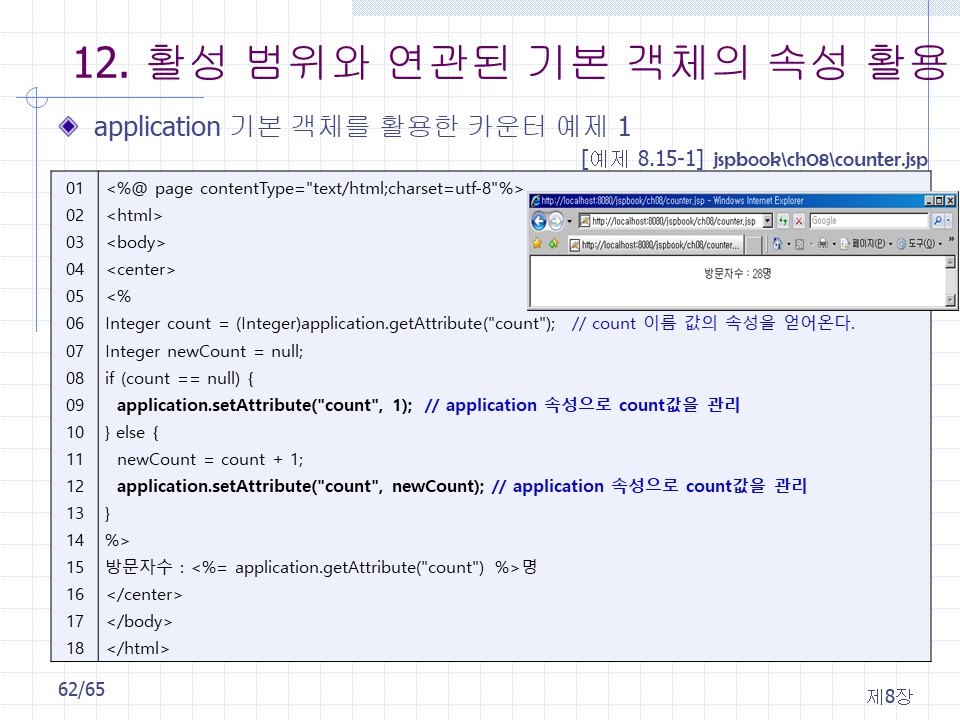 12. 활성 범위와 연관된 기본 객체의 속성 활용
application 기본 객체를 활용한 카운터 예제 1
[예제 8.15-1] jspbook\ch08\counter.jsp
01 <%@ page contentType="text/html;charset=utf-8"%>
02 <html>
03 <body>
04 <center>
05 <%
06 Integer count = (Integer)application.getAttribute("count"); // count 이름 값의 속성을 얻어온다.
07 Integer newCount = null;
08 if (count == null) {
09 application.setAttribute("count", 1); // application 속성으로 count값을 관리
10 } else {
11 newCount = count + 1;
12 application.setAttribute("count", newCount); // application 속성으로 count값을 관리
13 }
14 %>
15 방문자수 : <%= application.getAttribute("count") %>명
16 </center>
17 </body>
18 </html>
http://localhost:8080/jspbook/ch08/counter.jsp - Windows Internet Explorer
http://localhost:8080/jspbook/ch08/counter.jsp Google
http://localhost:8080/jspbook/ch08/counter... 페이지(P) 도구(O) »
방문자수 : 28명
62/65
제8장